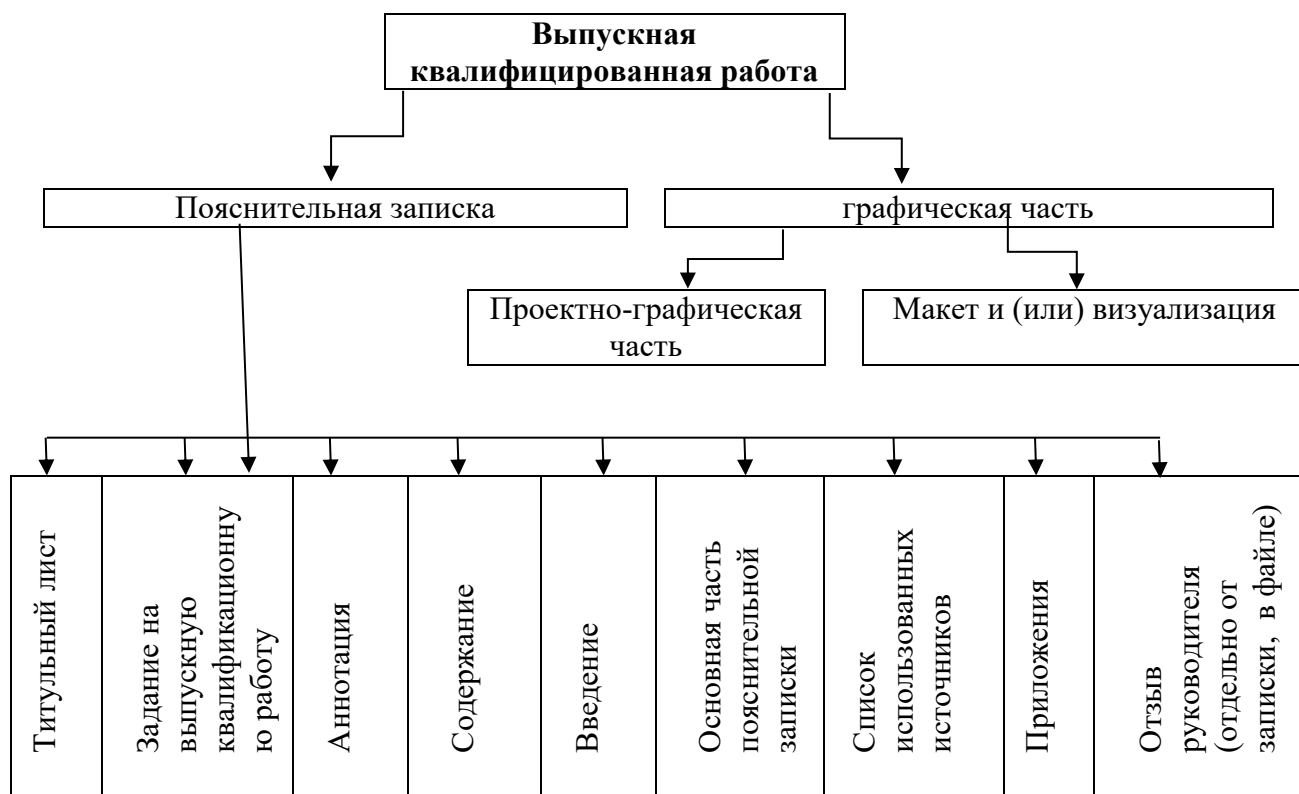 Выпускная
квалифицированная работа
Пояснительная записка
графическая часть
Проектно-графическая
часть
Макет и (или) визуализация
Титульный лист
Задание на
выпускную
квалификационну
ю работу
Аннотация
Содержание
Введение
Основная часть
пояснительной
записки
Список
использованных
источников
Приложения
Отзыв
руководителя
(отдельно от
записки, в файле)